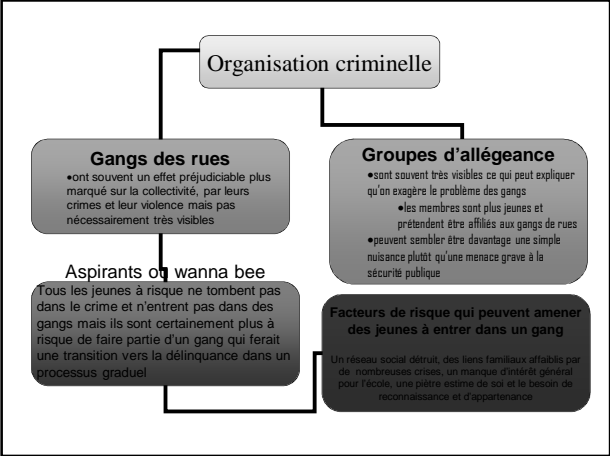 Organisation criminelle
Gangs des rues
•ont souvent un effet préjudiciable plus
marqué sur la collectivité, par leurs
crimes et leur violence mais pas
nécessairement très visibles
Groupes d'allégeance
•sont souvent très visibles ce qui peut expliquer
qu'on exagère le problème des gangs
•les membres sont plus jeunes et
prétendent être affiliés aux gangs de rues
•peuvent sembler être davantage une simple
nuisance plutôt qu'une menace grave à la
sécurité publique
Aspirants ou wanna bee
Tous les jeunes à risque ne tombent pas
dans le crime et n'entrent pas dans des
gangs mais ils sont certainement plus à
risque de faire partie d'un gang qui ferait
une transition vers la délinquance dans un
processus graduel
Facteurs de risque qui peuvent amener
des jeunes à entrer dans un gang
Un réseau social détruit, des liens familiaux affaiblis par
de nombreuses crises, un manque d'intérêt général
pour l'école, une piètre estime de soi et le besoin de
reconnaissance et d'appartenance